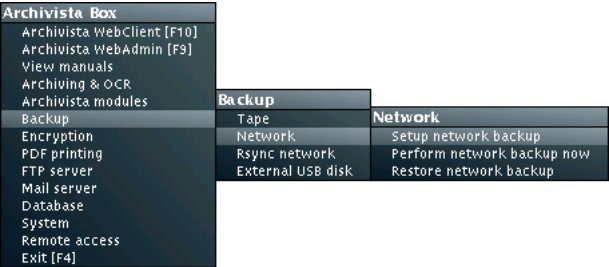 Archivista Box
Archivista WebClient [F10]
Archivista WebAdmin [F9]
View manuals
Archiving & OCR
Archivista modules
Backup
Encryption
PDF printing
FTP server
Mail server
Database
System
Remote access
Exit [F4]
Backup
Tape
Network
Rsync network
External USB disk
Network
Setup network backup
Perform network backup now
Restore network backup